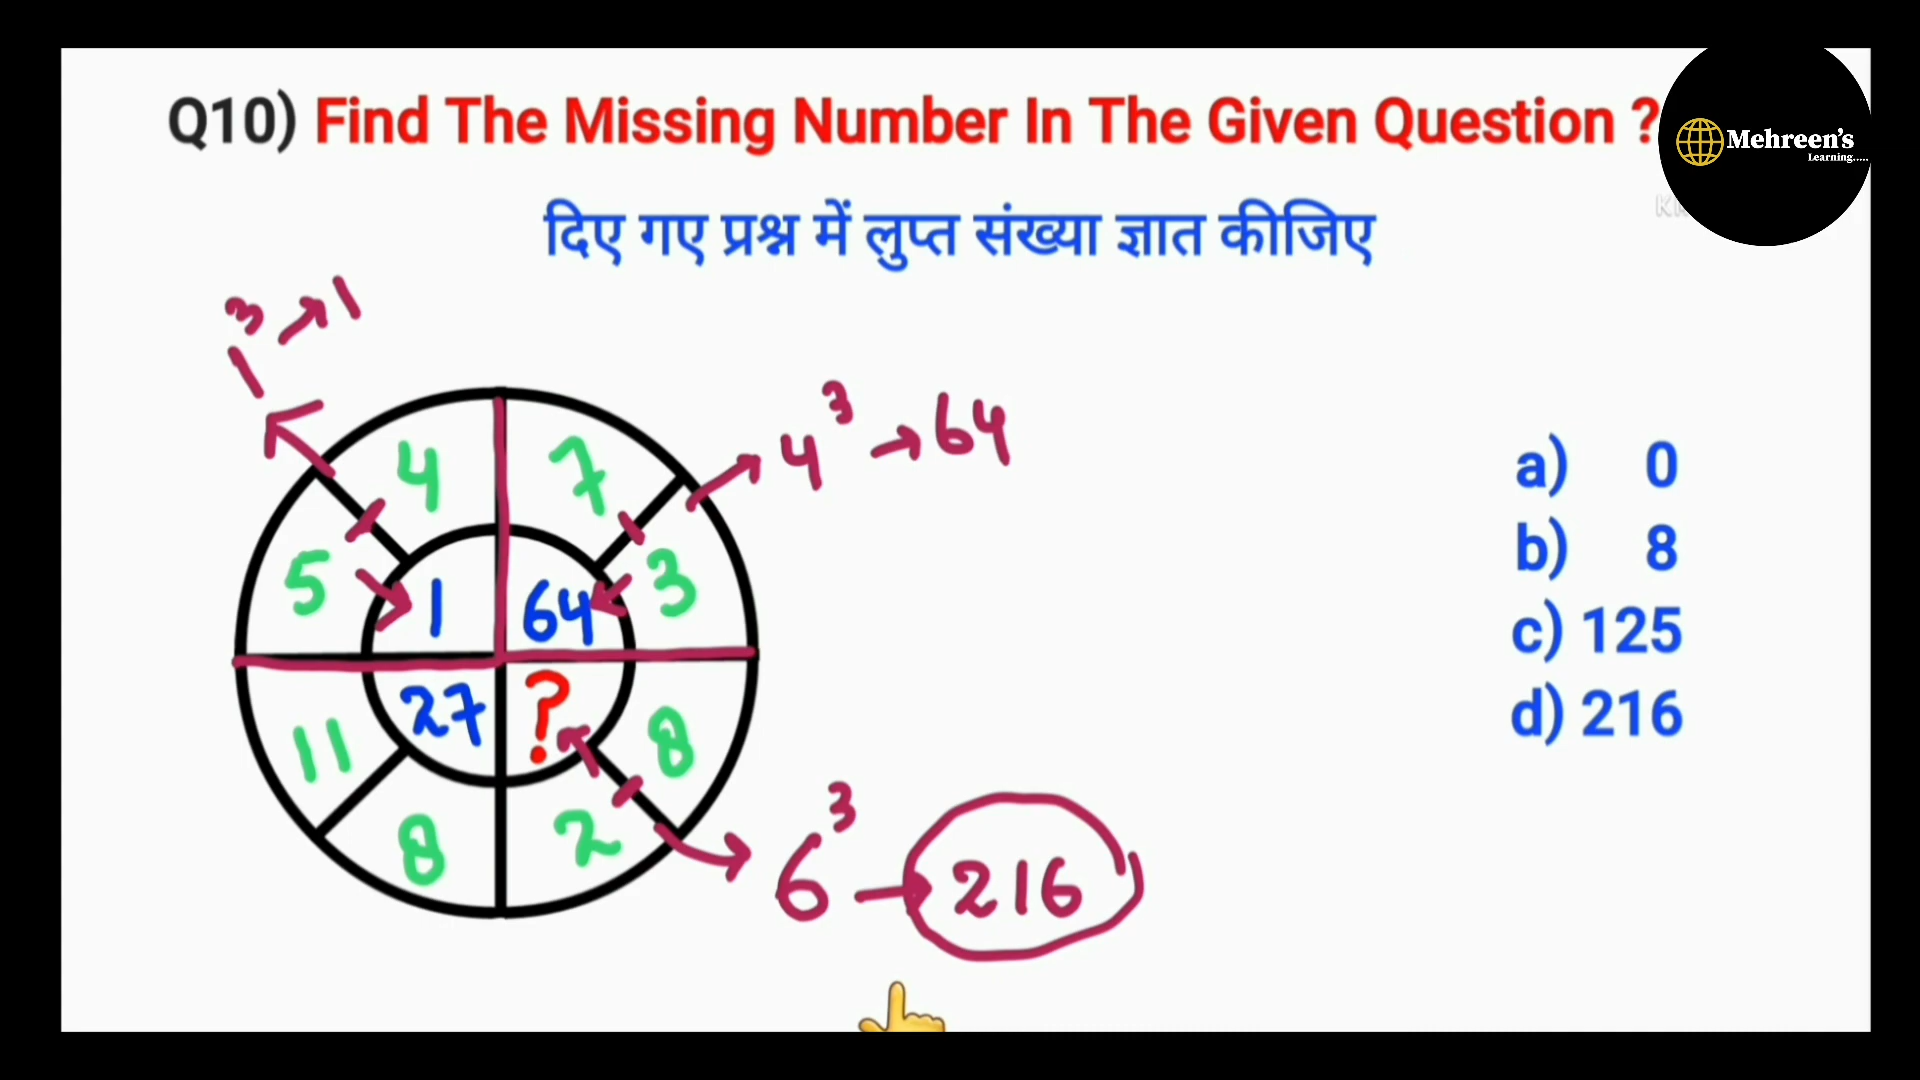 Q10) Find The Missing Number In The Given Question ?
Mehreen's
Learning.....
दिए गए प्रश्न में लुप्त संख्या ज्ञात कीजिए
1³ → 1
4³ → 64
4 7
5 3
1 64
27 ?
11 8
8 2
6³ → 216
a) 0
b) 8
c) 125
d) 216